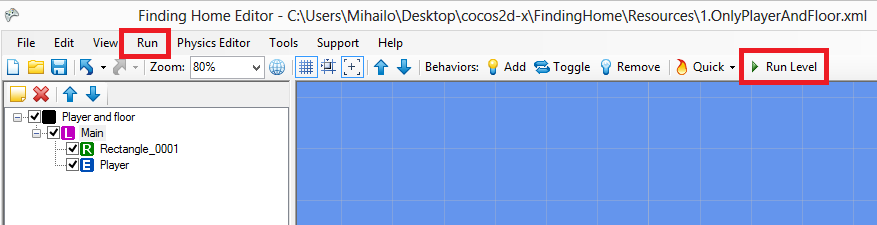 Finding Home Editor - C:\Users\Mihailo\Desktop\cocos2d-x\FindingHome\Resources\1.OnlyPlayerAndFloor.xml
File Edit View Run Physics Editor Tools Support Help
Zoom: 80% Behaviors: Add Toggle Remove Quick Run Level
Player and floor
L Main
R Rectangle_0001
E Player